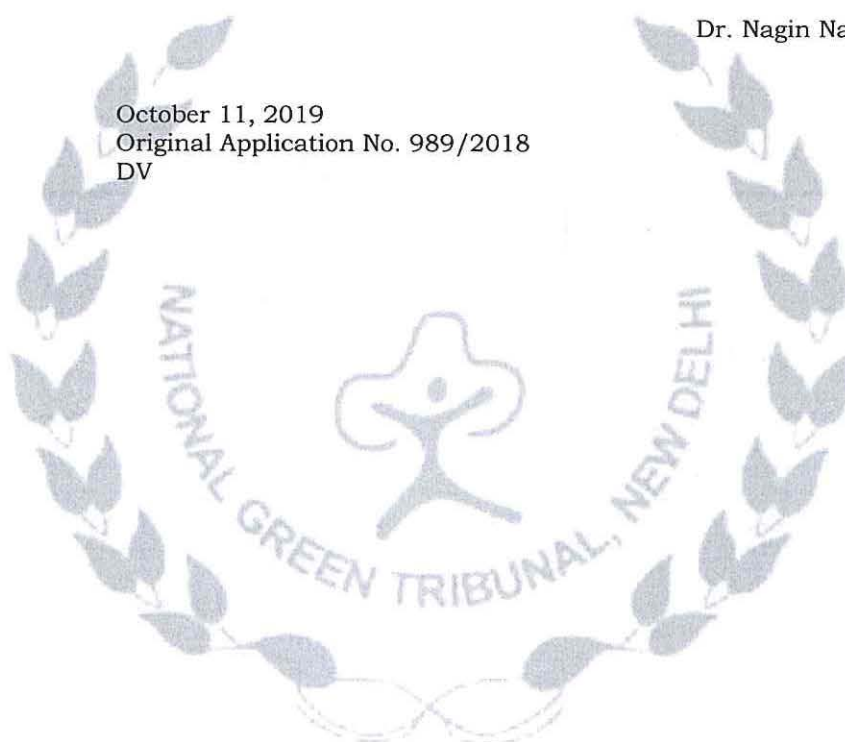 Dr. Nagin Na
October 11, 2019
Original Application No. 989/2018
DV
NATIONAL GREEN TRIBUNAL, NEW DELHI